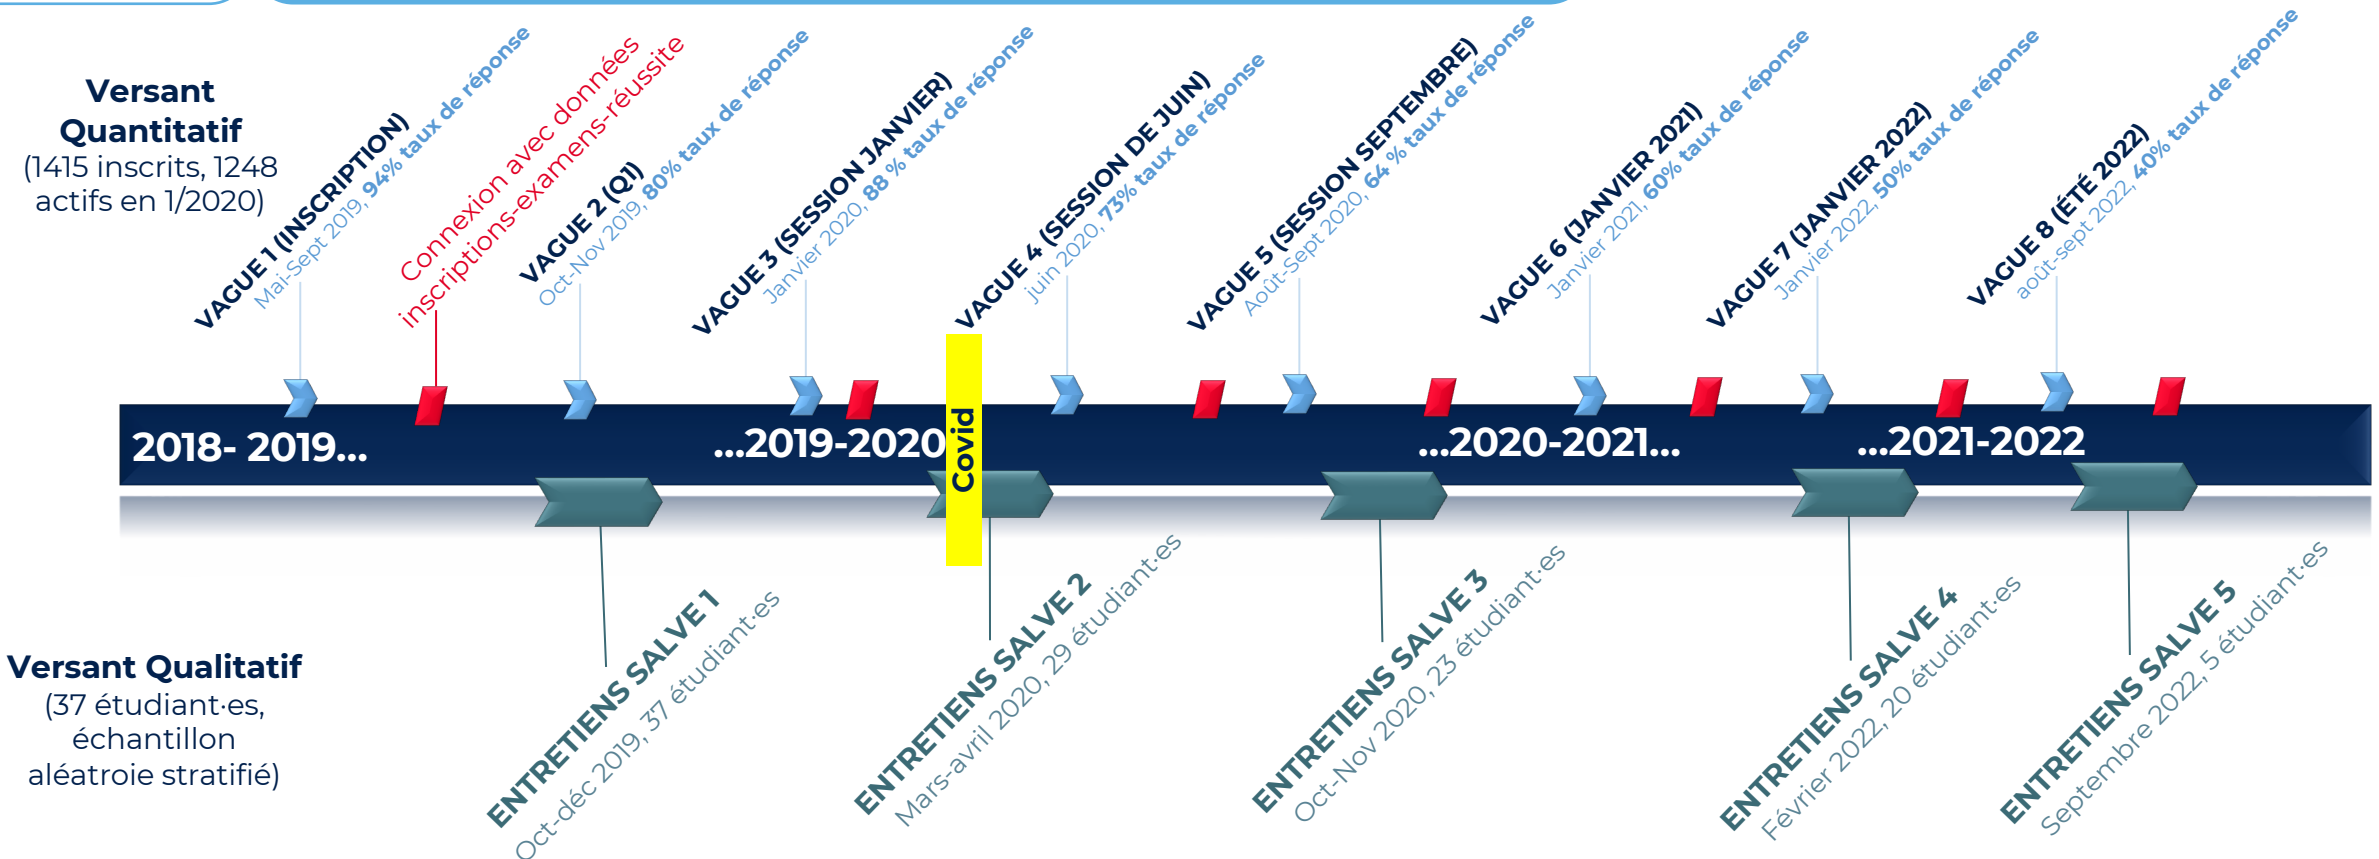 Versant
Quantitatif
(1415 inscrits, 1248
actifs en 1/2020)
VAGUE 1 (INSCRIPTION)
Mai-Sept 2019, 94% taux de réponse
Connexion avec données
inscriptions-examens-réussite
VAGUE 2 (Q1)
Oct-Nov 2019, 80% taux de réponse
VAGUE 3 (SESSION JANVIER)
Janvier 2020, 88 % taux de réponse
VAGUE 4 (SESSION DE JUIN)
juin 2020, 73% taux de réponse
VAGUE 5 (SESSION SEPTEMBRE)
Août-Sept 2020, 64 % taux de réponse
VAGUE 6 (JANVIER 2021)
Janvier 2021, 60% taux de réponse
VAGUE 7 (JANVIER 2022)
Janvier 2022, 50% taux de réponse
VAGUE 8 (ÉTÉ 2022)
août-sept 2022, 40% taux de réponse
2018- 2019...
...2019-2020
Covid
...2020-2021...
...2021-2022
Versant Qualitatif
(37 étudiant·es,
échantillon
aléatroie stratifié)
ENTRETIENS SALVE 1
Oct-déc 2019, 37 étudiant·es
ENTRETIENS SALVE 2
Mars-avril 2020, 29 étudiant·es
ENTRETIENS SALVE 3
Oct-Nov 2020, 23 étudiant·es
ENTRETIENS SALVE 4
Février 2022, 20 étudiant·es
ENTRETIENS SALVE 5
Septembre 2022, 5 étudiant·es